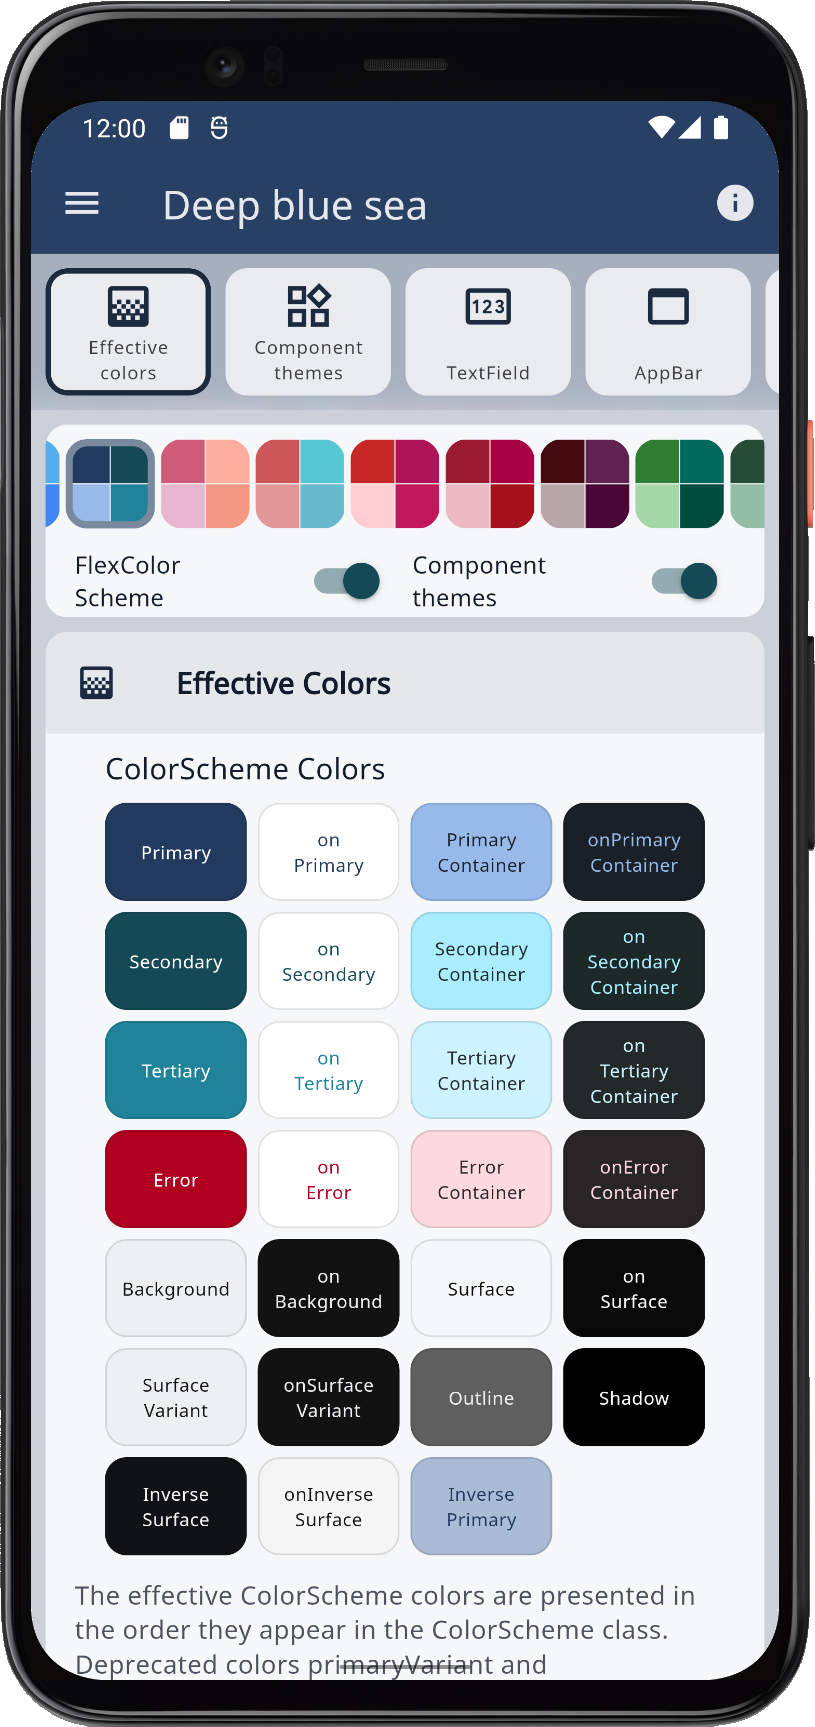 12:00
Deep blue sea
Effective
colors
Component
themes
123
TextField
AppBar
FlexColor
Scheme
Component
themes
Effective Colors
ColorScheme Colors
Primary
on
Primary
Primary
Container
onPrimary
Container
Secondary
on
Secondary
Secondary
Container
on
Secondary
Container
Tertiary
on
Tertiary
Tertiary
Container
on
Tertiary
Container
Error
on
Error
Error
Container
onError
Container
Background
on
Background
Surface
on
Surface
Surface
Variant
onSurface
Variant
Outline
Shadow
Inverse
Surface
onInverse
Surface
Inverse
Primary
The effective ColorScheme colors are presented in
the order they appear in the ColorScheme class.
Deprecated colors primaryVariant and